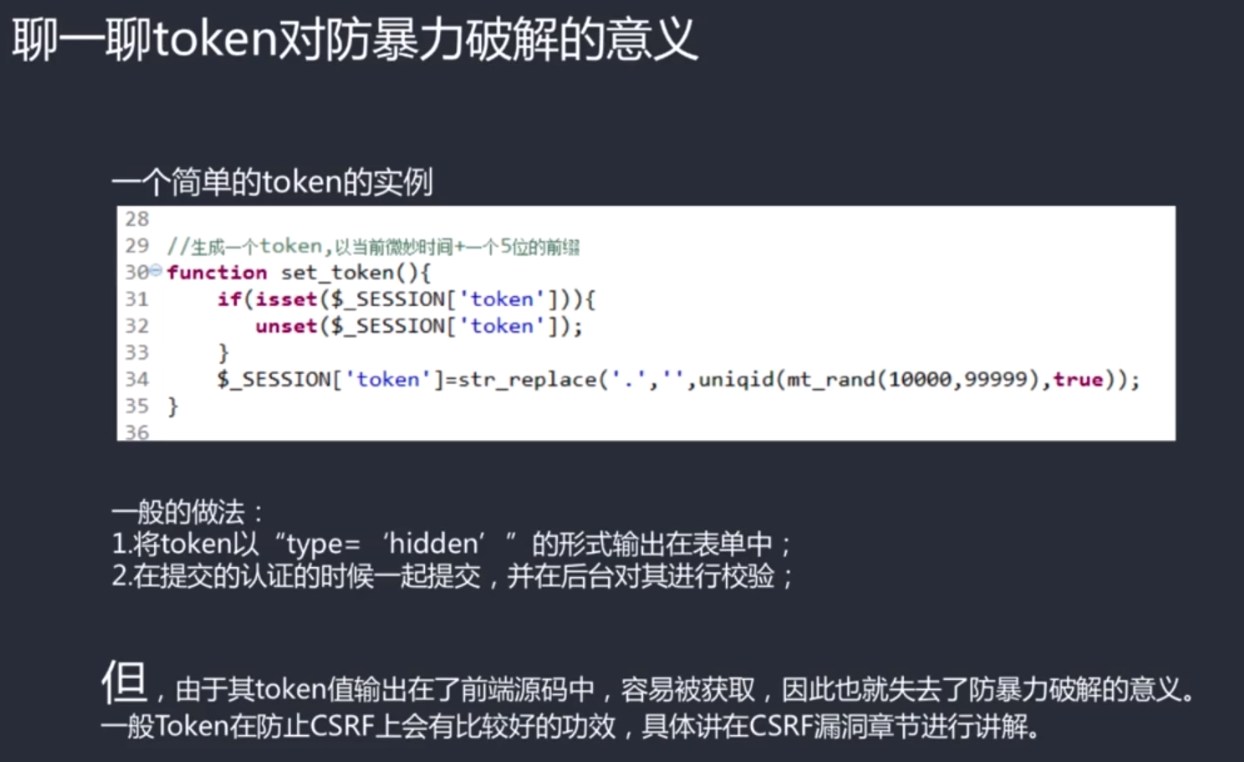 聊一聊token对防暴力破解的意义
一个简单的token的实例
28
29 //生成一个token,以当前微妙时间+一个5位的前缀
30 function set_token(){
31 if(isset($_SESSION['token'])){
32 unset($_SESSION['token']);
33 }
34 $_SESSION['token']=str_replace('.','',uniqid(mt_rand(10000,99999),true));
35 }
36
一般的做法：
1.将token以“type=‘hidden’”的形式输出在表单中；
2.在提交的认证的时候一起提交，并在后台对其进行校验；
但，由于其token值输出在了前端源码中，容易被获取，因此也就失去了防暴力破解的意义。
一般Token在防止CSRF上会有比较好的功效，具体讲在CSRF漏洞章节进行讲解。